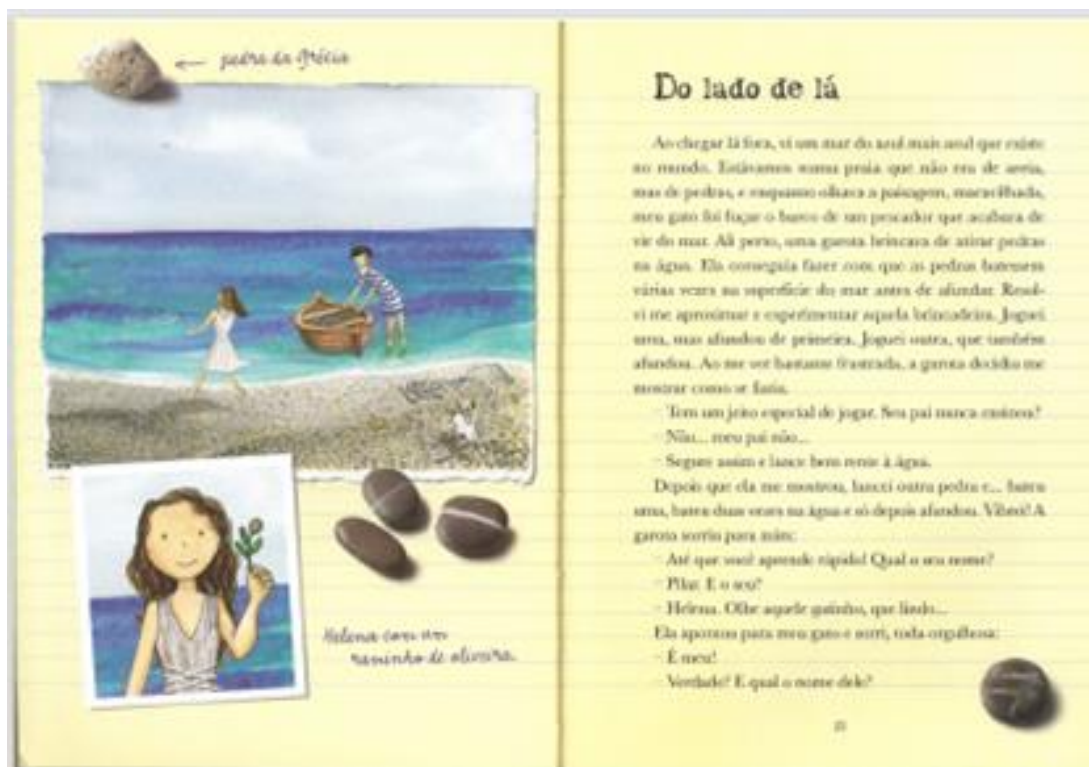 pedra da Grécia
Do lado de lá
Ao chegar lá fora, vi um mar do azul mais azul que existe
no mundo. Estávamos numa praia que não era de areia,
mas de pedras, e enquanto olhava a paisagem, maravilhada,
meu gato foi fuçar o barco de um pescador que acabara de
vir do mar. Ali perto, uma garota brincava de atirar pedras
na água. Ela conseguia fazer com que as pedras batessem
várias vezes na superfície do mar antes de afundar. Resol-
vi me aproximar e experimentar aquela brincadeira. Joguei
uma, mas afundou de primeira. Joguei outra, que também
afundou. Ao me ver bastante frustrada, a garota decidiu me
mostrar como se fazia.
– Tem um jeito especial de jogar. Seu pai nunca ensinou?
– Não... meu pai não...
– Segure assim e lance bem rente à água.
Depois que ela me mostrou, lancei outra pedra e... bateu
uma, bateu duas vezes na água e só depois afundou. Vibrei! A
garota sorriu para mim:
– Até que você aprende rápido! Qual o seu nome?
– Pilar. E o seu?
– Helena. Olhe aquele gatinho, que lindo...
Ela apontou para meu gato e sorri, toda orgulhosa:
– É meu!
– Verdade? E qual o nome dele?
Helena com um
raminho de oliveira